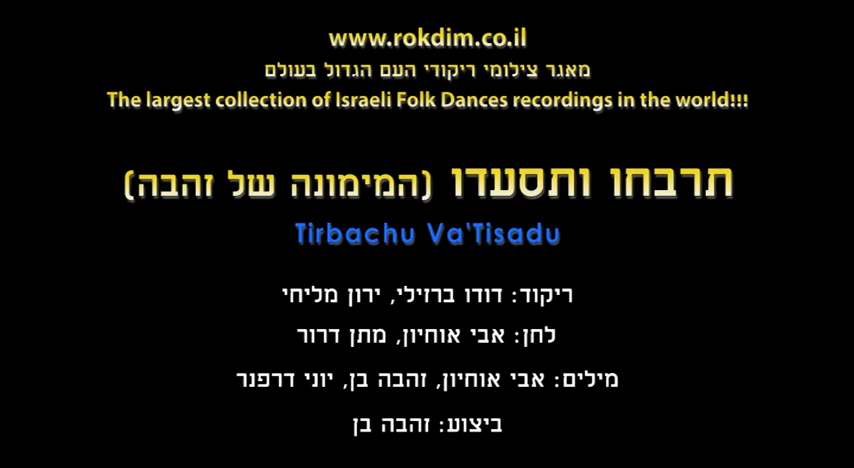 www.rokdim.co.il
מאגר צילומי ריקודי העם הגדול בעולם
The largest collection of Israeli Folk Dances recordings in the world!!!
תרבחו ותסעדו (המימונה של זהבה)
Tirbachu Va'Tisadu
ריקוד: דודו ברזילי, ירון מליחי
לחן: אבי אוחיון, מתן דרור
מילים: אבי אוחיון, זהבה בן, יוני דרפנר
ביצוע: זהבה בן